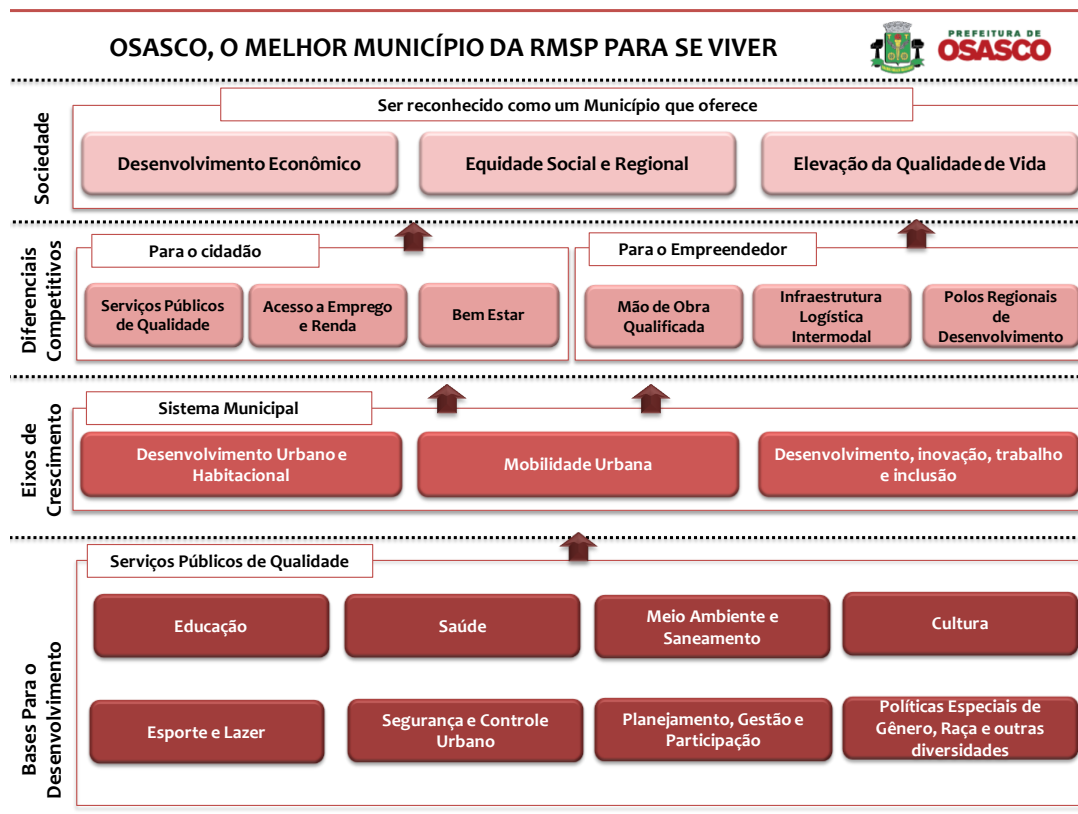 OSASCO, O MELHOR MUNICÍPIO DA RMSP PARA SE VIVER
PREFEITURA DE
OSASCO
Sociedade
Ser reconhecido como um Município que oferece
Desenvolvimento Econômico
Equidade Social e Regional
Elevação da Qualidade de Vida
Diferenciais
Competitivos
Para o cidadão
Serviços Públicos
de Qualidade
Acesso a Emprego
e Renda
Bem Estar
Para o Empreendedor
Mão de Obra
Qualificada
Infraestrutura
Logística
Intermodal
Polos Regionais
de
Desenvolvimento
Eixos de
Crescimento
Sistema Municipal
Desenvolvimento Urbano e
Habitacional
Mobilidade Urbana
Desenvolvimento, inovação, trabalho
e inclusão
Bases Para o
Desenvolvimento
Serviços Públicos de Qualidade
Educação
Saúde
Meio Ambiente e
Saneamento
Cultura
Esporte e Lazer
Segurança e Controle
Urbano
Planejamento, Gestão e
Participação
Políticas Especiais de
Gênero, Raça e outras
diversidades